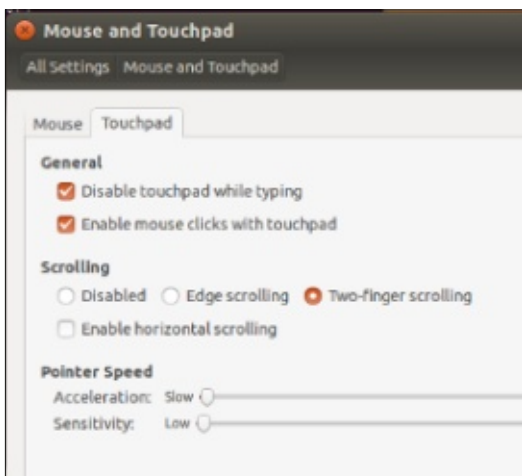 Mouse and Touchpad
All Settings Mouse and Touchpad
Mouse Touchpad
General
Disable touchpad while typing
Enable mouse clicks with touchpad
Scrolling
Disabled Edge scrolling Two-finger scrolling
Enable horizontal scrolling
Pointer Speed
Acceleration: Slow
Sensitivity: Low